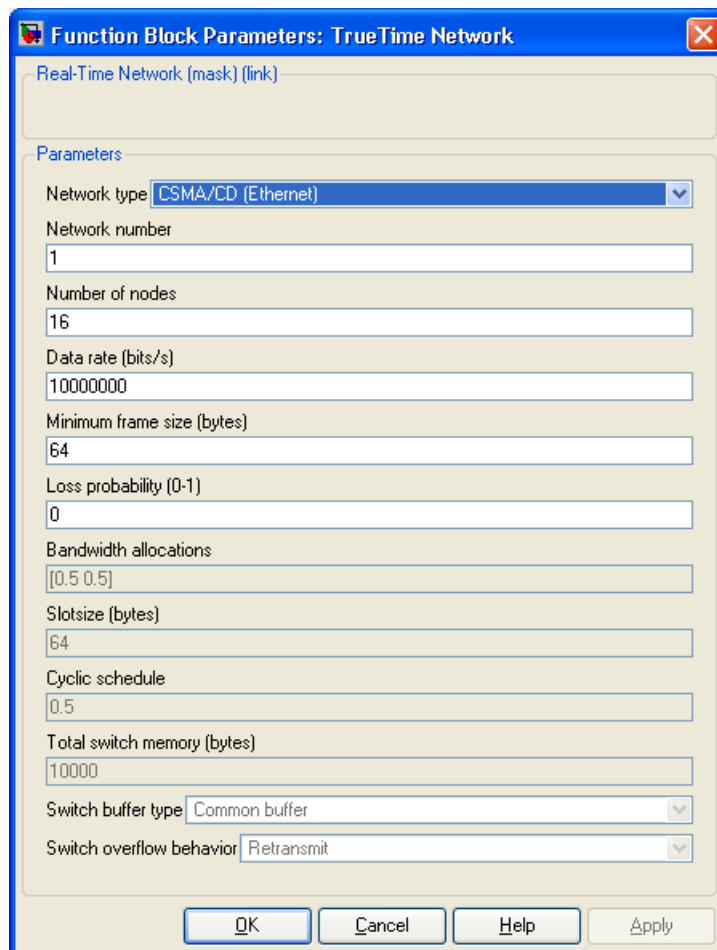 Function Block Parameters: TrueTime Network
Real-Time Network (mask) (link)
Parameters
Network type CSMA/CD (Ethernet)
Network number
1
Number of nodes
16
Data rate (bits/s)
10000000
Minimum frame size (bytes)
64
Loss probability (0-1)
0
Bandwidth allocations
[0.5 0.5]
Slotsize (bytes)
64
Cyclic schedule
0.5
Total switch memory (bytes)
10000
Switch buffer type Common buffer
Switch overflow behavior Retransmit
OK Cancel Help Apply